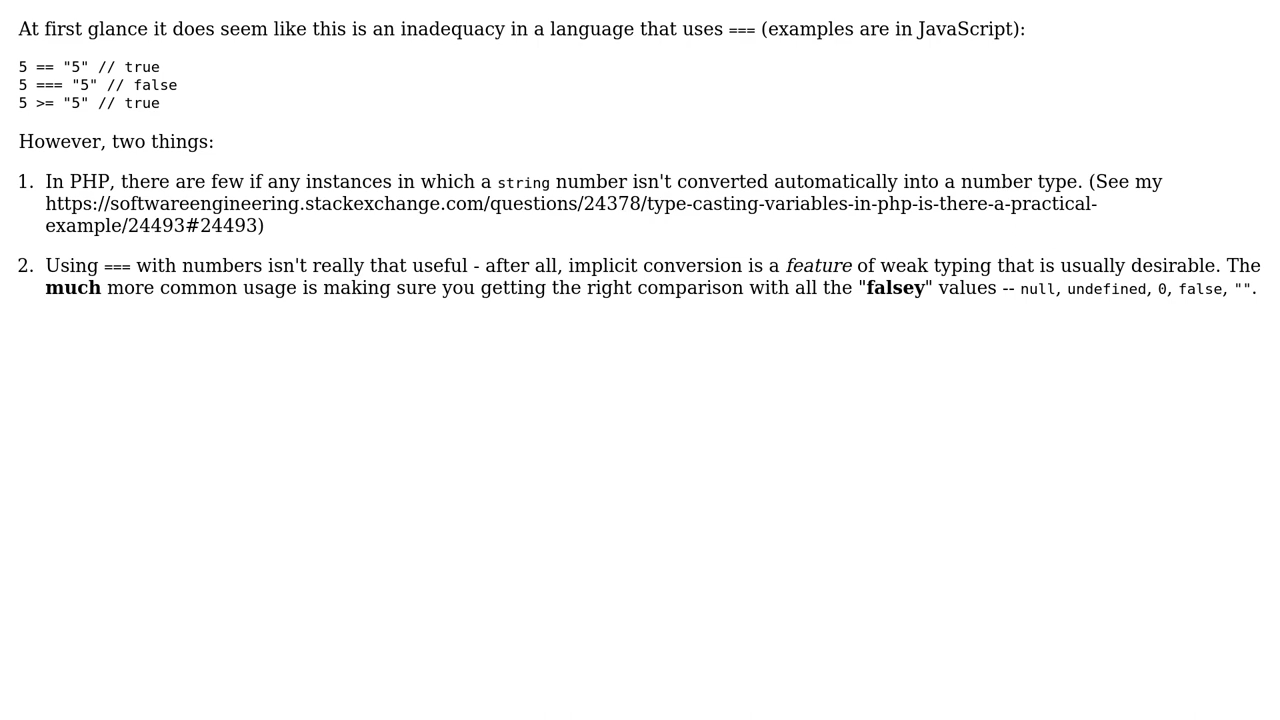 At first glance it does seem like this is an inadequacy in a language that uses === (examples are in JavaScript):
5 == "5" // true
5 === "5" // false
5 >= "5" // true
However, two things:
1. In PHP, there are few if any instances in which a string number isn't converted automatically into a number type. (See my
https://softwareengineering.stackexchange.com/questions/24378/type-casting-variables-in-php-is-there-a-practical-
example/24493#24493)
2. Using === with numbers isn't really that useful - after all, implicit conversion is a feature of weak typing that is usually desirable. The
much more common usage is making sure you getting the right comparison with all the "falsey" values -- null, undefined, 0, false, "".